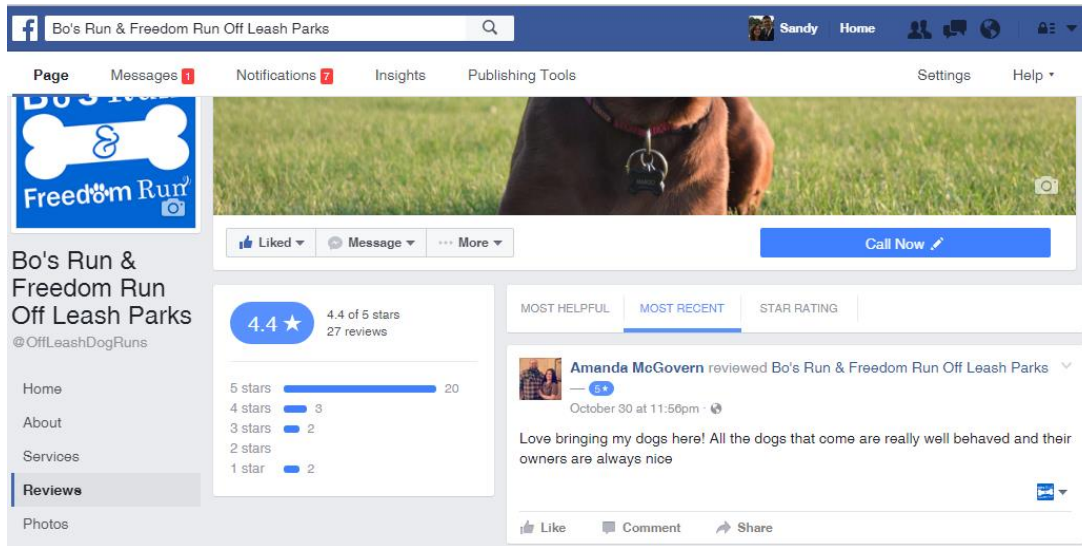 Bo's Run & Freedom Run Off Leash Parks
Sandy Home
Page Messages 1 Notifications 7 Insights Publishing Tools Settings Help
Bo's Run
&
Freedom Run
Liked Message More Call Now
Bo's Run &
Freedom Run
Off Leash Parks
@OffLeashDogRuns
Home
About
Services
Reviews
Photos
4.4 ★ 4.4 of 5 stars
27 reviews
5 stars 20
4 stars 3
3 stars 2
2 stars
1 star 2
MOST HELPFUL MOST RECENT STAR RATING
Amanda McGovern reviewed Bo's Run & Freedom Run Off Leash Parks
— 5★
October 30 at 11:56pm ·
Love bringing my dogs here! All the dogs that come are really well behaved and their
owners are always nice
Like Comment Share